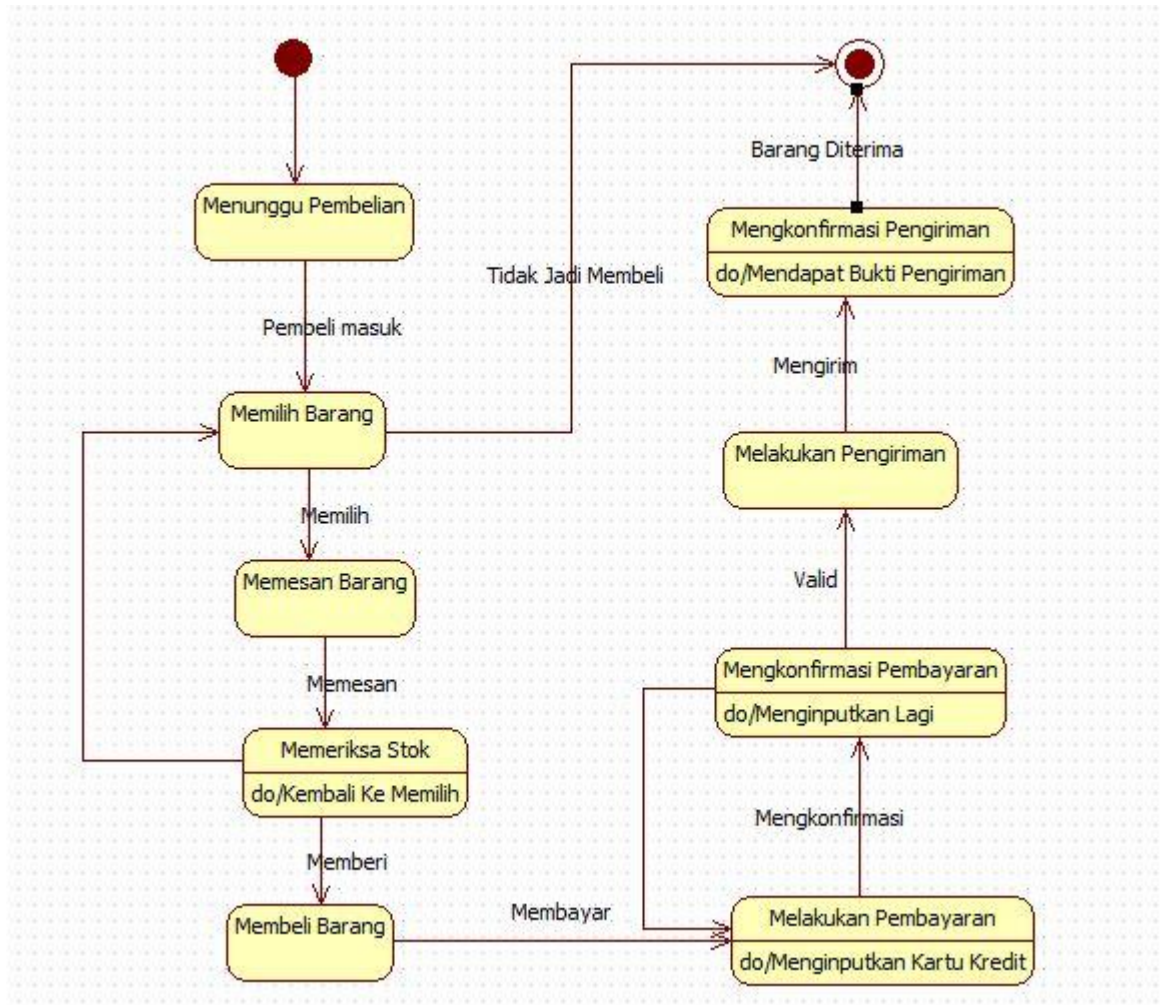 Menunggu Pembelian
Pembeli masuk
Memilih Barang
Memilih
Memesan Barang
Memesan
Memeriksa Stok
do/Kembali Ke Memilih
Memberi
Membeli Barang
Membayar
Tidak Jadi Membeli
Barang Diterima
Mengkonfirmasi Pengiriman
do/Mendapat Bukti Pengiriman
Mengirim
Melakukan Pengiriman
Valid
Mengkonfirmasi Pembayaran
do/Menginputkan Lagi
Mengkonfirmasi
Melakukan Pembayaran
do/Menginputkan Kartu Kredit